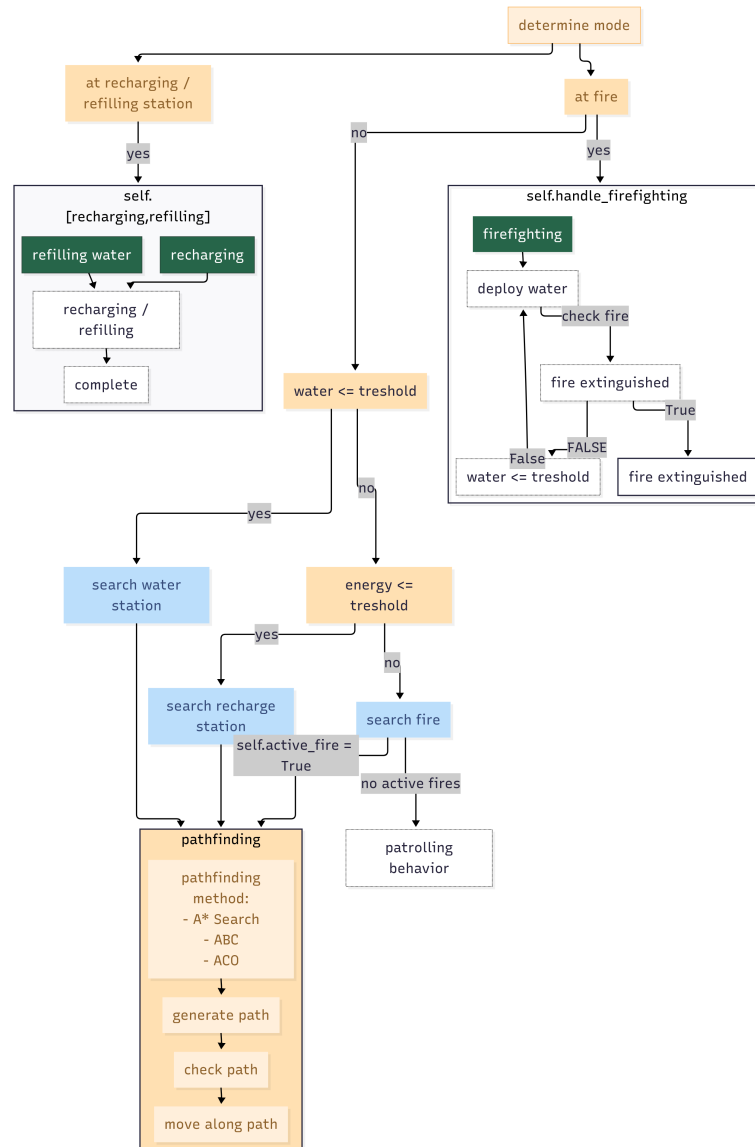 determine mode
at recharging /
refilling station
at fire
no
yes
yes
self.
[recharging,refilling]
refilling water
recharging
recharging /
refilling
complete
self.handle_firefighting
firefighting
deploy water
check fire
fire extinguished
True
FALSE
False
water <= treshold
fire extinguished
water <= treshold
no
yes
search water
station
energy <=
treshold
yes
no
search recharge
station
search fire
self.active_fire =
True
no active fires
patrolling
behavior
pathfinding
pathfinding
method:
- A* Search
- ABC
- ACO
generate path
check path
move along path